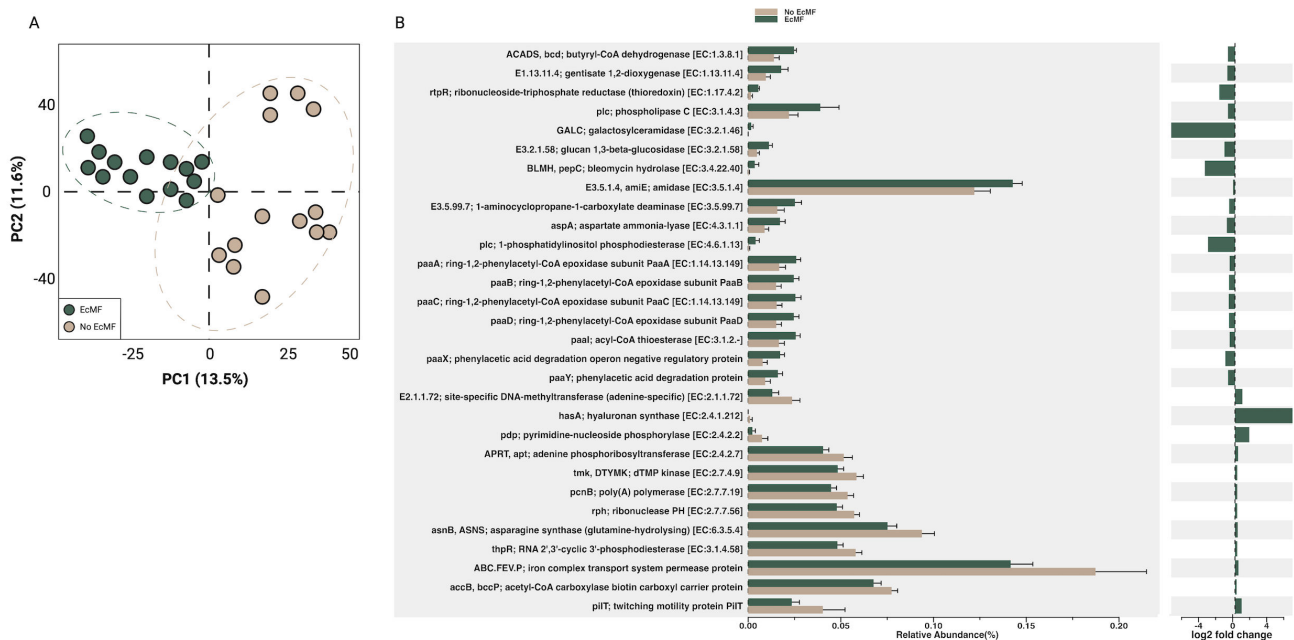 A
B
No EcMF
EcMF
PC2 (11.6%)
40
0
-40
EcMF
No EcMF
-25
0
25
50
PC1 (13.5%)
ACADS, bcd; butyryl-CoA dehydrogenase [EC:1.3.8.1]
E1.13.11.4; gentisate 1,2-dioxygenase [EC:1.13.11.4]
rtpR; ribonucleoside-triphosphate reductase (thioredoxin) [EC:1.17.4.2]
plc; phospholipase C [EC:3.1.4.3]
GALC; galactosylceramidase [EC:3.2.1.46]
E3.2.1.58; glucan 1,3-beta-glucosidase [EC:3.2.1.58]
BLMH, pepC; bleomycin hydrolase [EC:3.4.22.40]
E3.5.1.4, amiE; amidase [EC:3.5.1.4]
E3.5.99.7; 1-aminocyclopropane-1-carboxylate deaminase [EC:3.5.99.7]
aspA; aspartate ammonia-lyase [EC:4.3.1.1]
plc; 1-phosphatidylinositol phosphodiesterase [EC:4.6.1.13]
paaA; ring-1,2-phenylacetyl-CoA epoxidase subunit PaaA [EC:1.14.13.149]
paaB; ring-1,2-phenylacetyl-CoA epoxidase subunit PaaB
paaC; ring-1,2-phenylacetyl-CoA epoxidase subunit PaaC [EC:1.14.13.149]
paaD; ring-1,2-phenylacetyl-CoA epoxidase subunit PaaD
paaI; acyl-CoA thioesterase [EC:3.1.2.-]
paaX; phenylacetic acid degradation operon negative regulatory protein
paaY; phenylacetic acid degradation protein
E2.1.1.72; site-specific DNA-methyltransferase (adenine-specific) [EC:2.1.1.72]
hasA; hyaluronan synthase [EC:2.4.1.212]
pdp; pyrimidine-nucleoside phosphorylase [EC:2.4.2.2]
APRT, apt; adenine phosphoribosyltransferase [EC:2.4.2.7]
tmk, DTYMK; dTMP kinase [EC:2.7.4.9]
pcnB; poly(A) polymerase [EC:2.7.7.19]
rph; ribonuclease PH [EC:2.7.7.56]
asnB, ASNS; asparagine synthase (glutamine-hydrolysing) [EC:6.3.5.4]
thpR; RNA 2',3'-cyclic 3'-phosphodiesterase [EC:3.1.4.58]
ABC.FEV.P; iron complex transport system permease protein
accB, bccP; acetyl-CoA carboxylase biotin carboxyl carrier protein
pilT; twitching motility protein PilT
0.00
0.05
0.10
0.15
0.20
Relative Abundance(%)
-4
0
4
log2 fold change